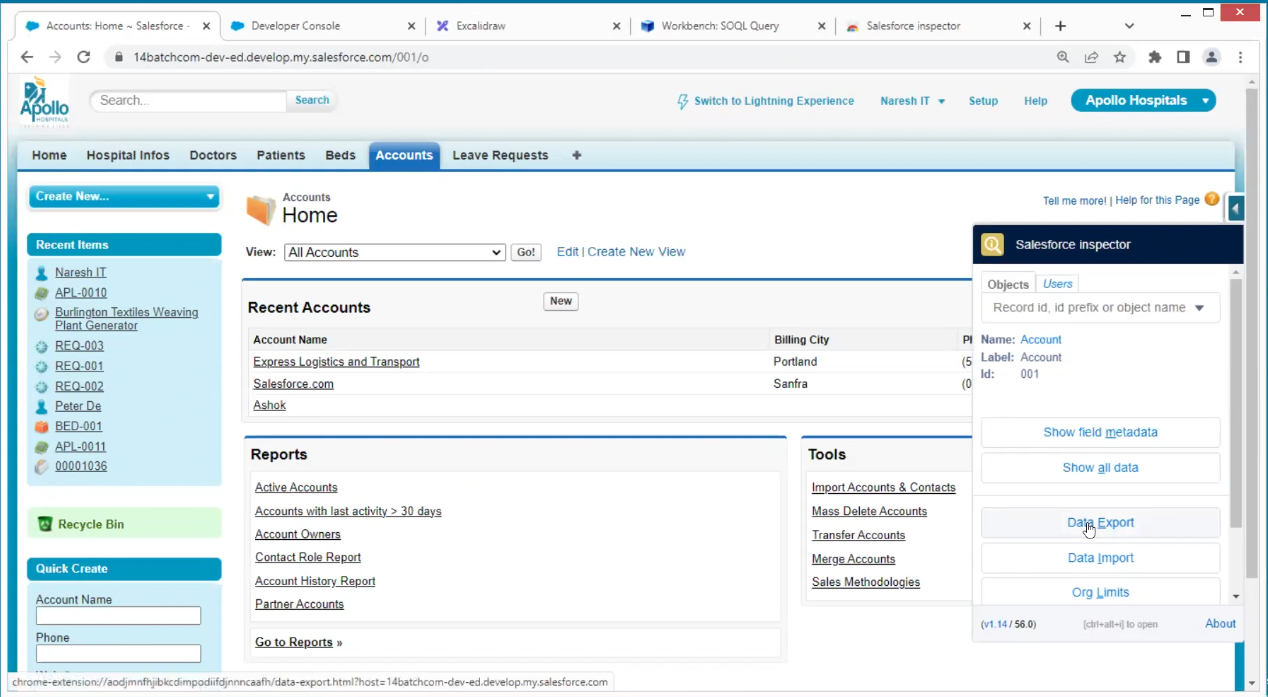 Accounts: Home ~ Salesforce -
Developer Console
Excalidraw
Workbench: SOQL Query
Salesforce inspector
14batchcom-dev-ed.develop.my.salesforce.com/001/o
Apollo
HOSPITALS
Search...
Search
Switch to Lightning Experience
Naresh IT
Setup
Help
Apollo Hospitals
Home
Hospital Infos
Doctors
Patients
Beds
Accounts
Leave Requests
+
Create New...
Recent Items
Naresh IT
APL-0010
Burlington Textiles Weaving
Plant Generator
REQ-003
REQ-001
REQ-002
Peter De
BED-001
APL-0011
00001036
Recycle Bin
Quick Create
Account Name
Phone
Accounts
Home
Tell me more! | Help for this Page
View:
All Accounts
Go!
Edit | Create New View
Recent Accounts
New
Account Name
Billing City
Express Logistics and Transport
Portland
(5
Salesforce.com
Sanfra
(0
Ashok
Reports
Active Accounts
Accounts with last activity > 30 days
Account Owners
Contact Role Report
Account History Report
Partner Accounts
Go to Reports »
Tools
Import Accounts & Contacts
Mass Delete Accounts
Transfer Accounts
Merge Accounts
Sales Methodologies
Salesforce inspector
Objects
Users
Record id, id prefix or object name
Name: Account
Label: Account
Id: 001
Show field metadata
Show all data
Data Export
Data Import
Org Limits
(v1.14 / 56.0)
[ctrl+alt+i] to open
About
chrome-extension://aodjmnfhjibkcdimpodiifdjnnncaafh/data-export.html?host=14batchcom-dev-ed.develop.my.salesforce.com